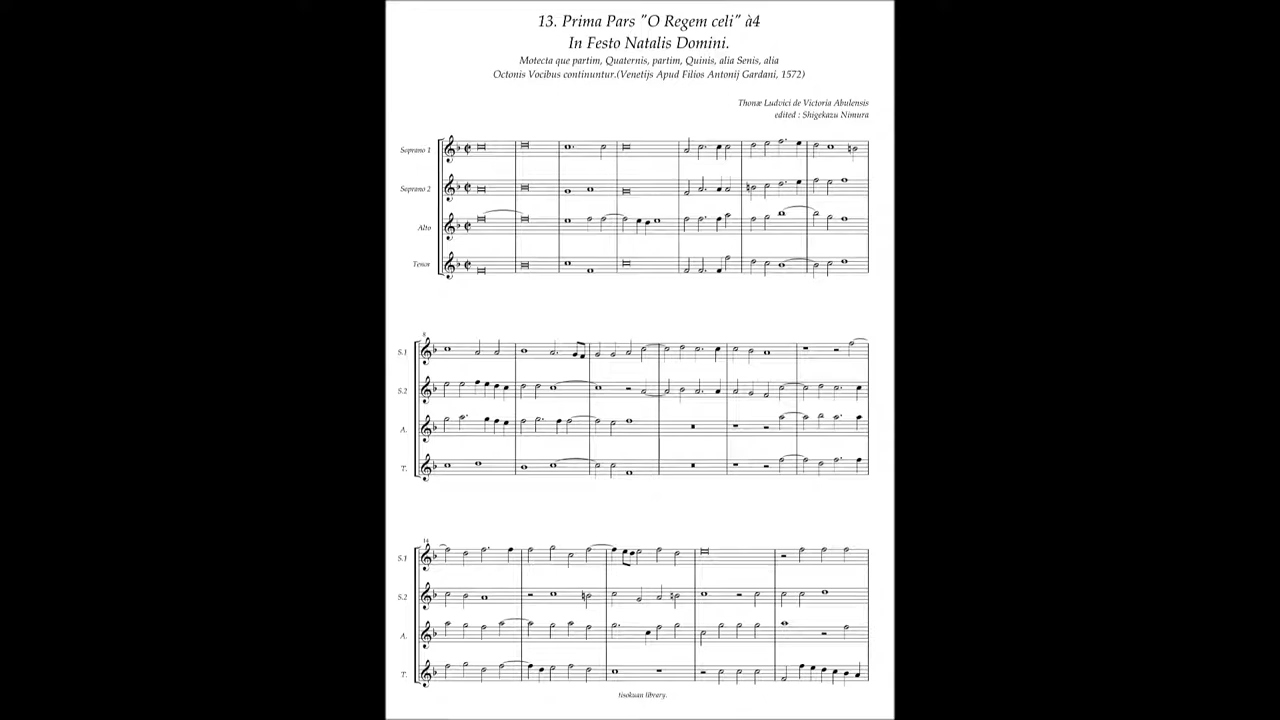 13. Prima Pars "O Regem celi" à4
In Festo Natalis Domini.
Motecta que partim, Quaternis, partim, Quinis, alia Senis, alia
Octonis Vocibus continuntur.(Venetijs Apud Filios Antonij Gardani, 1572)
Thonæ Ludvici de Victoria Abulensis
edited : Shigekazu Nimura
Soprano 1
Soprano 2
Alto
Tenor
8
S.1
S.2
A.
T.
14
S.1
S.2
A.
T.
tisokuan library.